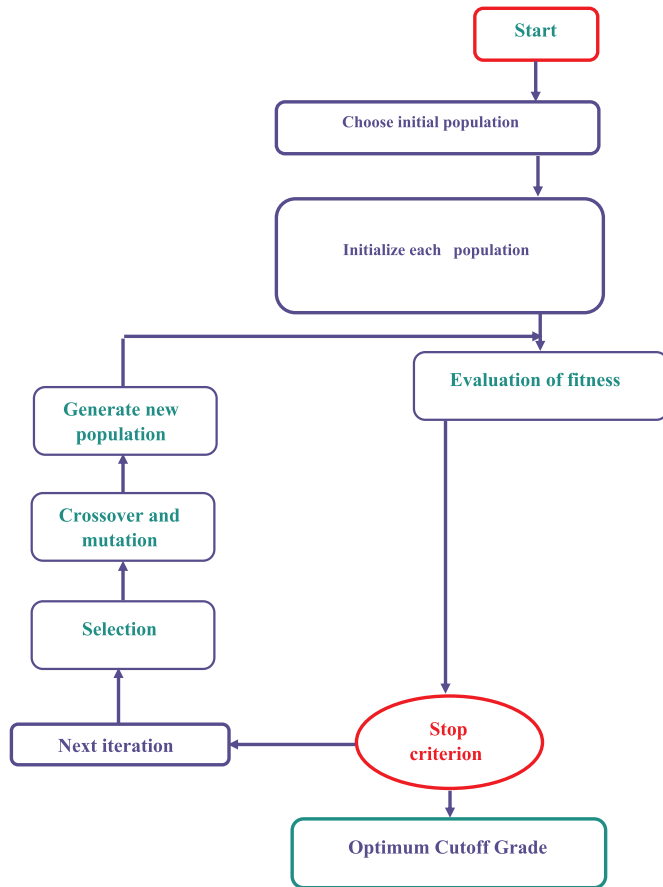 Start
Choose initial population
Initialize each population
Evaluation of fitness
Generate new
population
Crossover and
mutation
Selection
Next iteration
Stop
criterion
Optimum Cutoff Grade